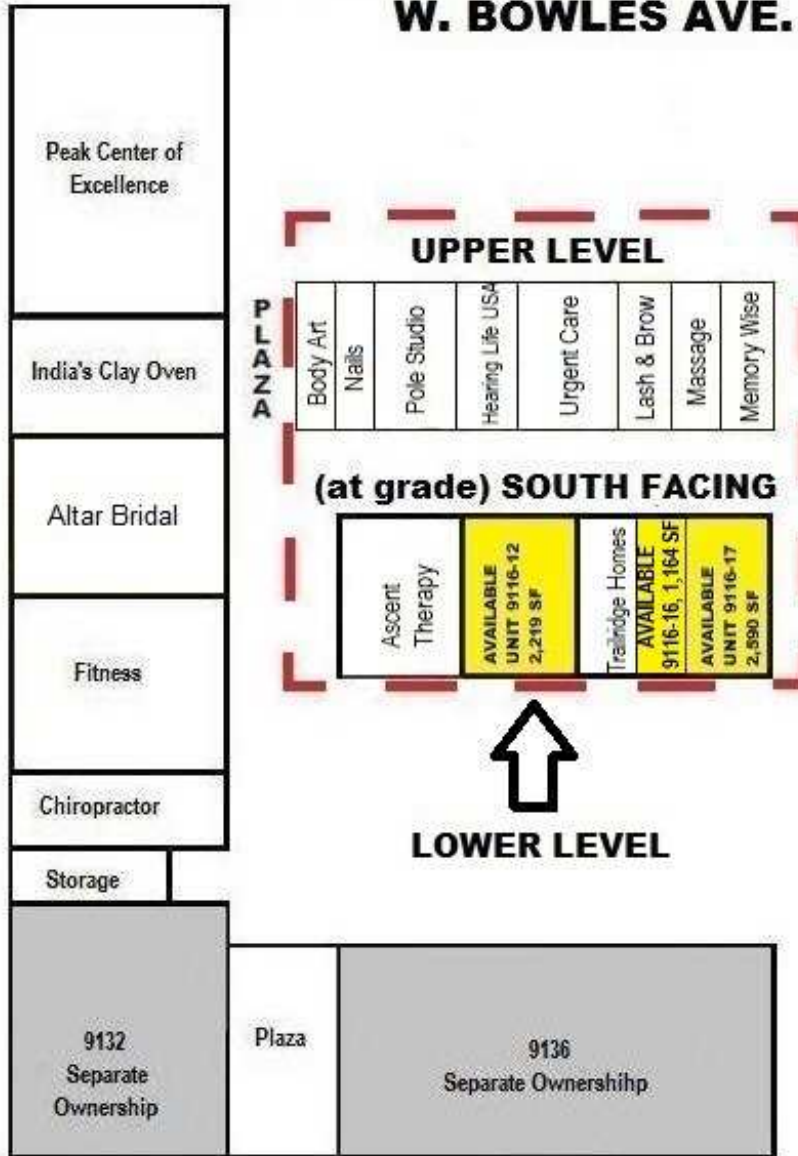 W. BOWLES AVE.
Peak Center of
Excellence
India's Clay Oven
Altar Bridal
Fitness
Chiropractor
Storage
9132
Separate
Ownership
Plaza
9136
Separate Ownershihp
UPPER LEVEL
PLAZA
Body Art
Nails
Pole Studio
Hearing Life USA
Urgent Care
Lash & Brow
Massage
Memory Wise
(at grade) SOUTH FACING
Ascent
Therapy
AVAILABLE
UNIT 9116-12
2,219 SF
Trailridge Homes
AVAILABLE
9116-16, 1,164 SF
AVAILABLE
UNIT 9116-17
2,590 SF
LOWER LEVEL